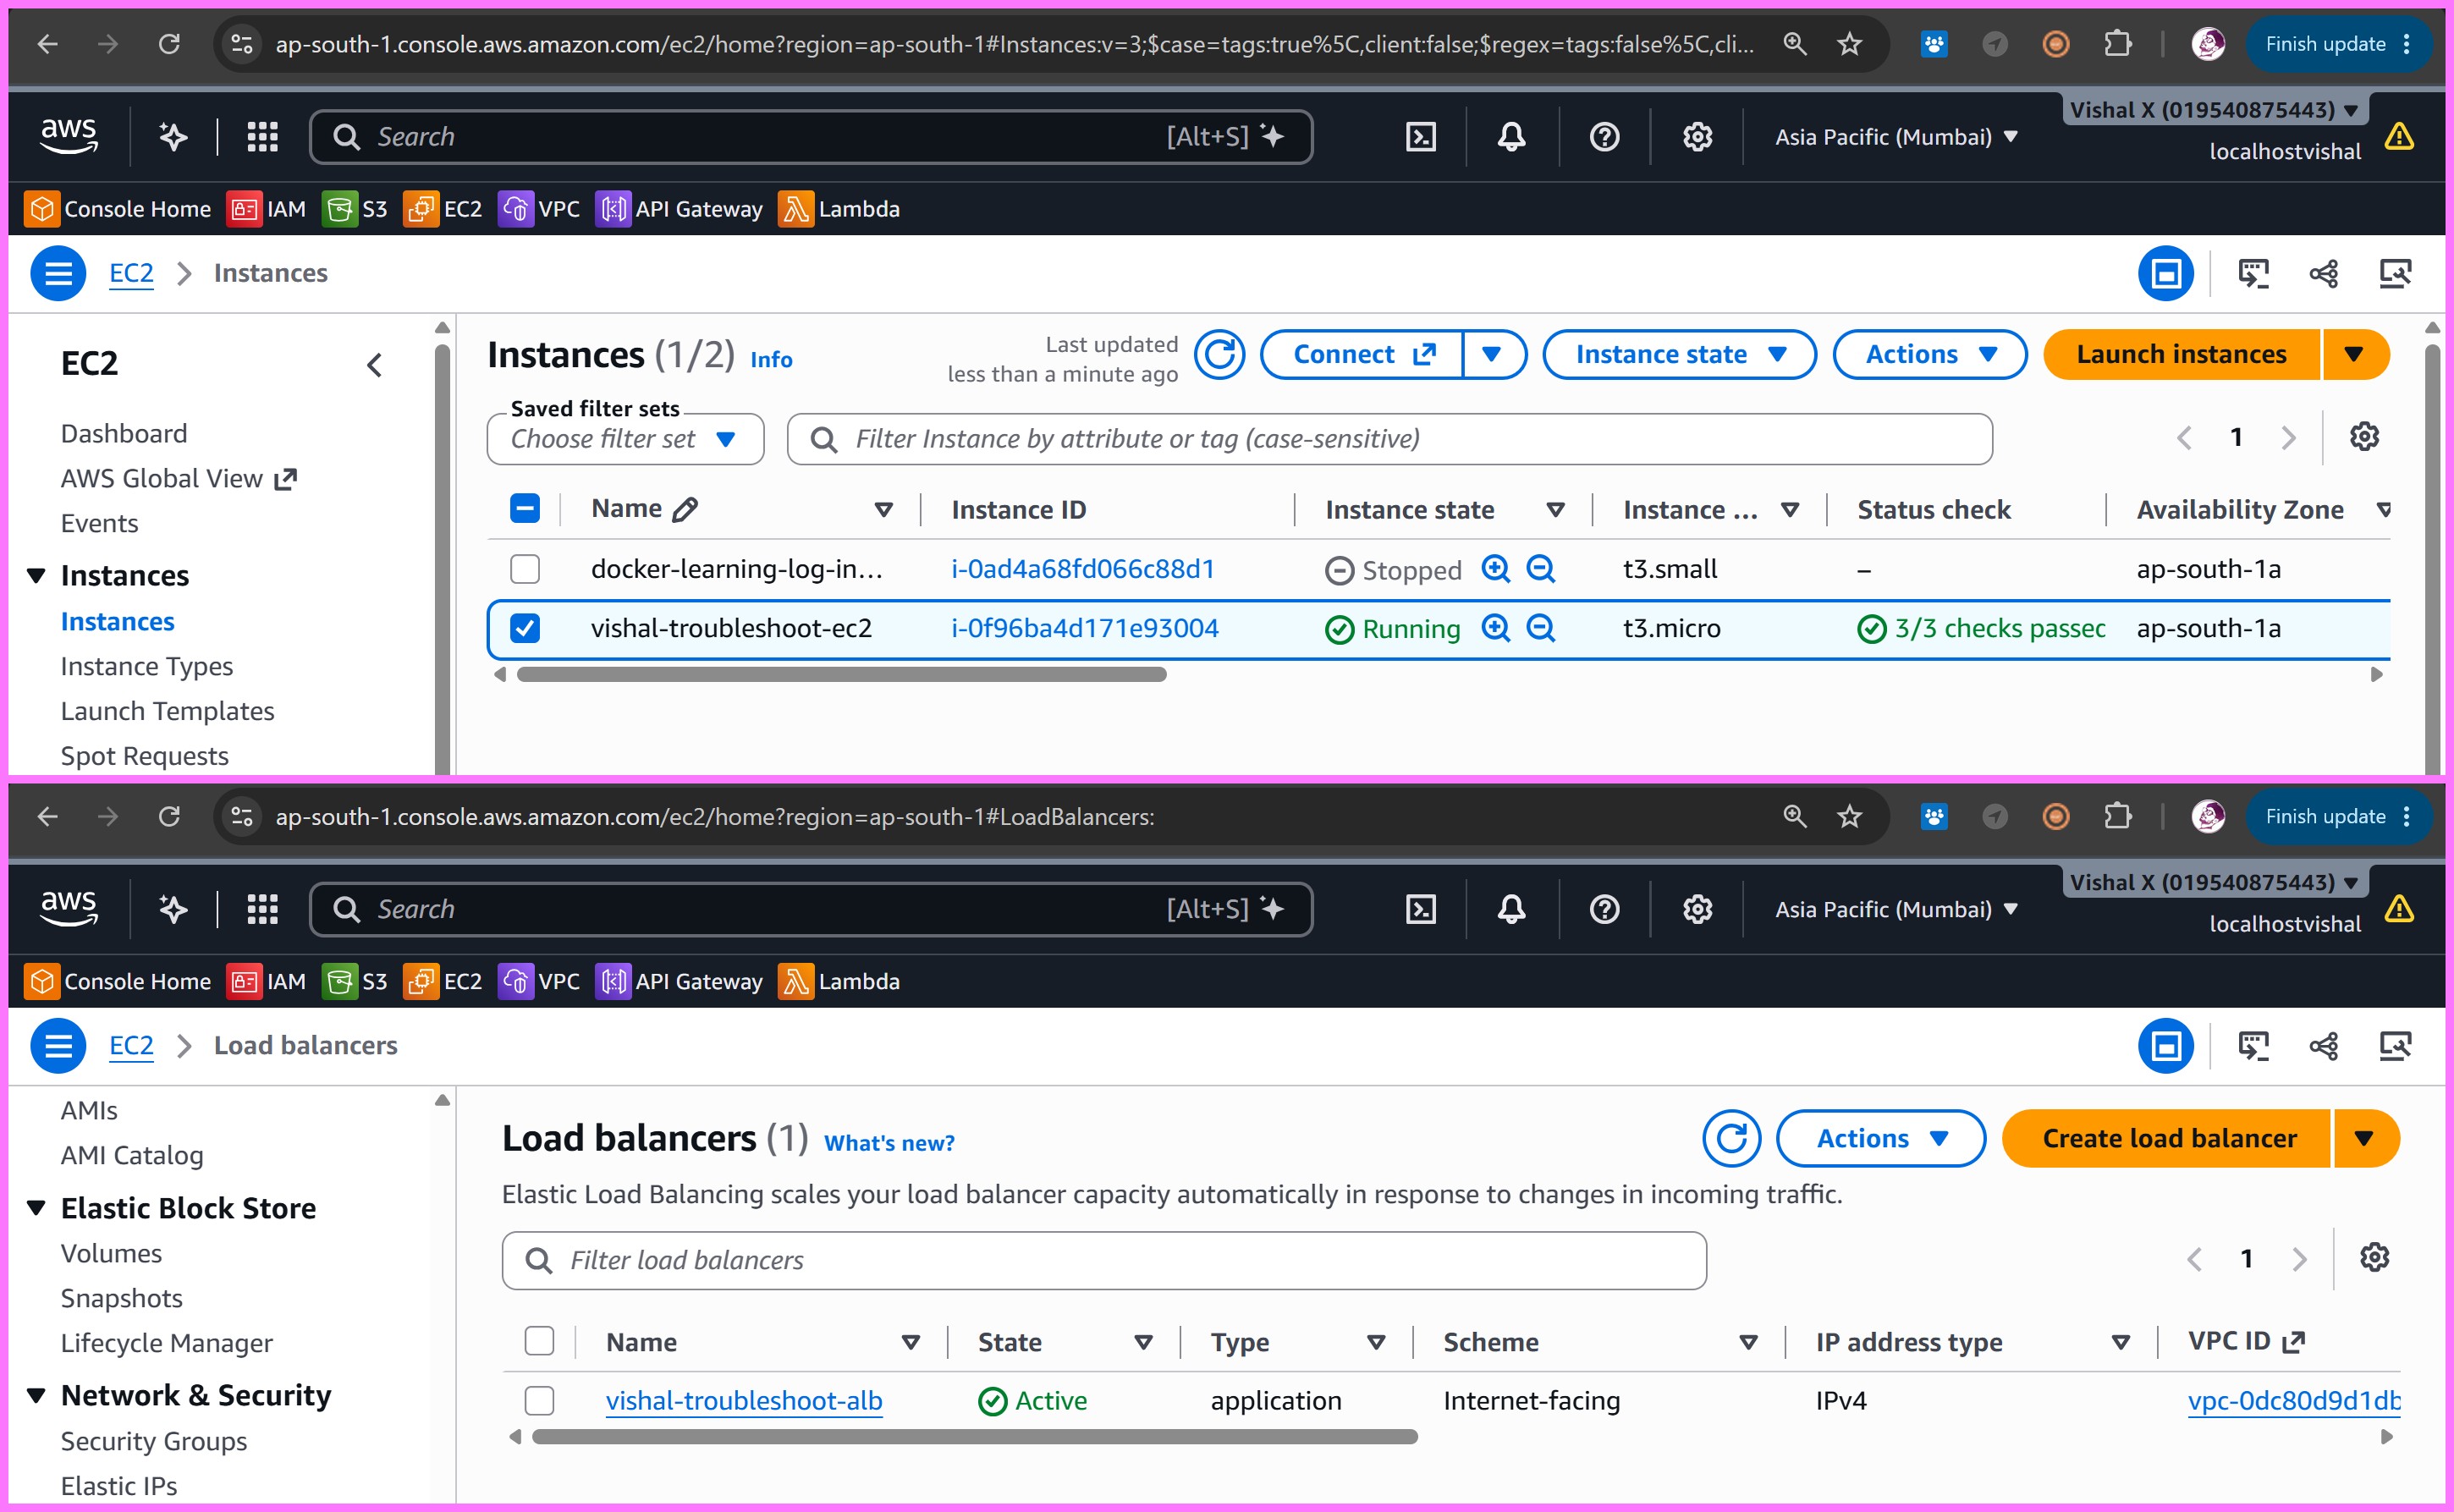 ap-south-1.console.aws.amazon.com/ec2/home?region=ap-south-1#Instances:v=3;$case=tags:true%5C,client:false;$regex=tags:false%5C,cli...
Finish update
aws
Search
[Alt+S]
Asia Pacific (Mumbai)
Vishal X (019540875443)
localhostvishal
Console Home
IAM
S3
EC2
VPC
API Gateway
Lambda
EC2
Instances
EC2
Dashboard
AWS Global View
Events
Instances
Instances
Instance Types
Launch Templates
Spot Requests
Instances (1/2) Info
Last updated
less than a minute ago
Connect
Instance state
Actions
Launch instances
Saved filter sets
Choose filter set
Filter Instance by attribute or tag (case-sensitive)
1
Name
Instance ID
Instance state
Instance ...
Status check
Availability Zone
docker-learning-log-in...
i-0ad4a68fd066c88d1
Stopped
t3.small
–
ap-south-1a
vishal-troubleshoot-ec2
i-0f96ba4d171e93004
Running
t3.micro
3/3 checks passec
ap-south-1a
ap-south-1.console.aws.amazon.com/ec2/home?region=ap-south-1#LoadBalancers:
Finish update
aws
Search
[Alt+S]
Asia Pacific (Mumbai)
Vishal X (019540875443)
localhostvishal
Console Home
IAM
S3
EC2
VPC
API Gateway
Lambda
EC2
Load balancers
AMIs
AMI Catalog
Elastic Block Store
Volumes
Snapshots
Lifecycle Manager
Network & Security
Security Groups
Elastic IPs
Load balancers (1) What's new?
Actions
Create load balancer
Elastic Load Balancing scales your load balancer capacity automatically in response to changes in incoming traffic.
Filter load balancers
1
Name
State
Type
Scheme
IP address type
VPC ID
vishal-troubleshoot-alb
Active
application
Internet-facing
IPv4
vpc-0dc80d9d1db